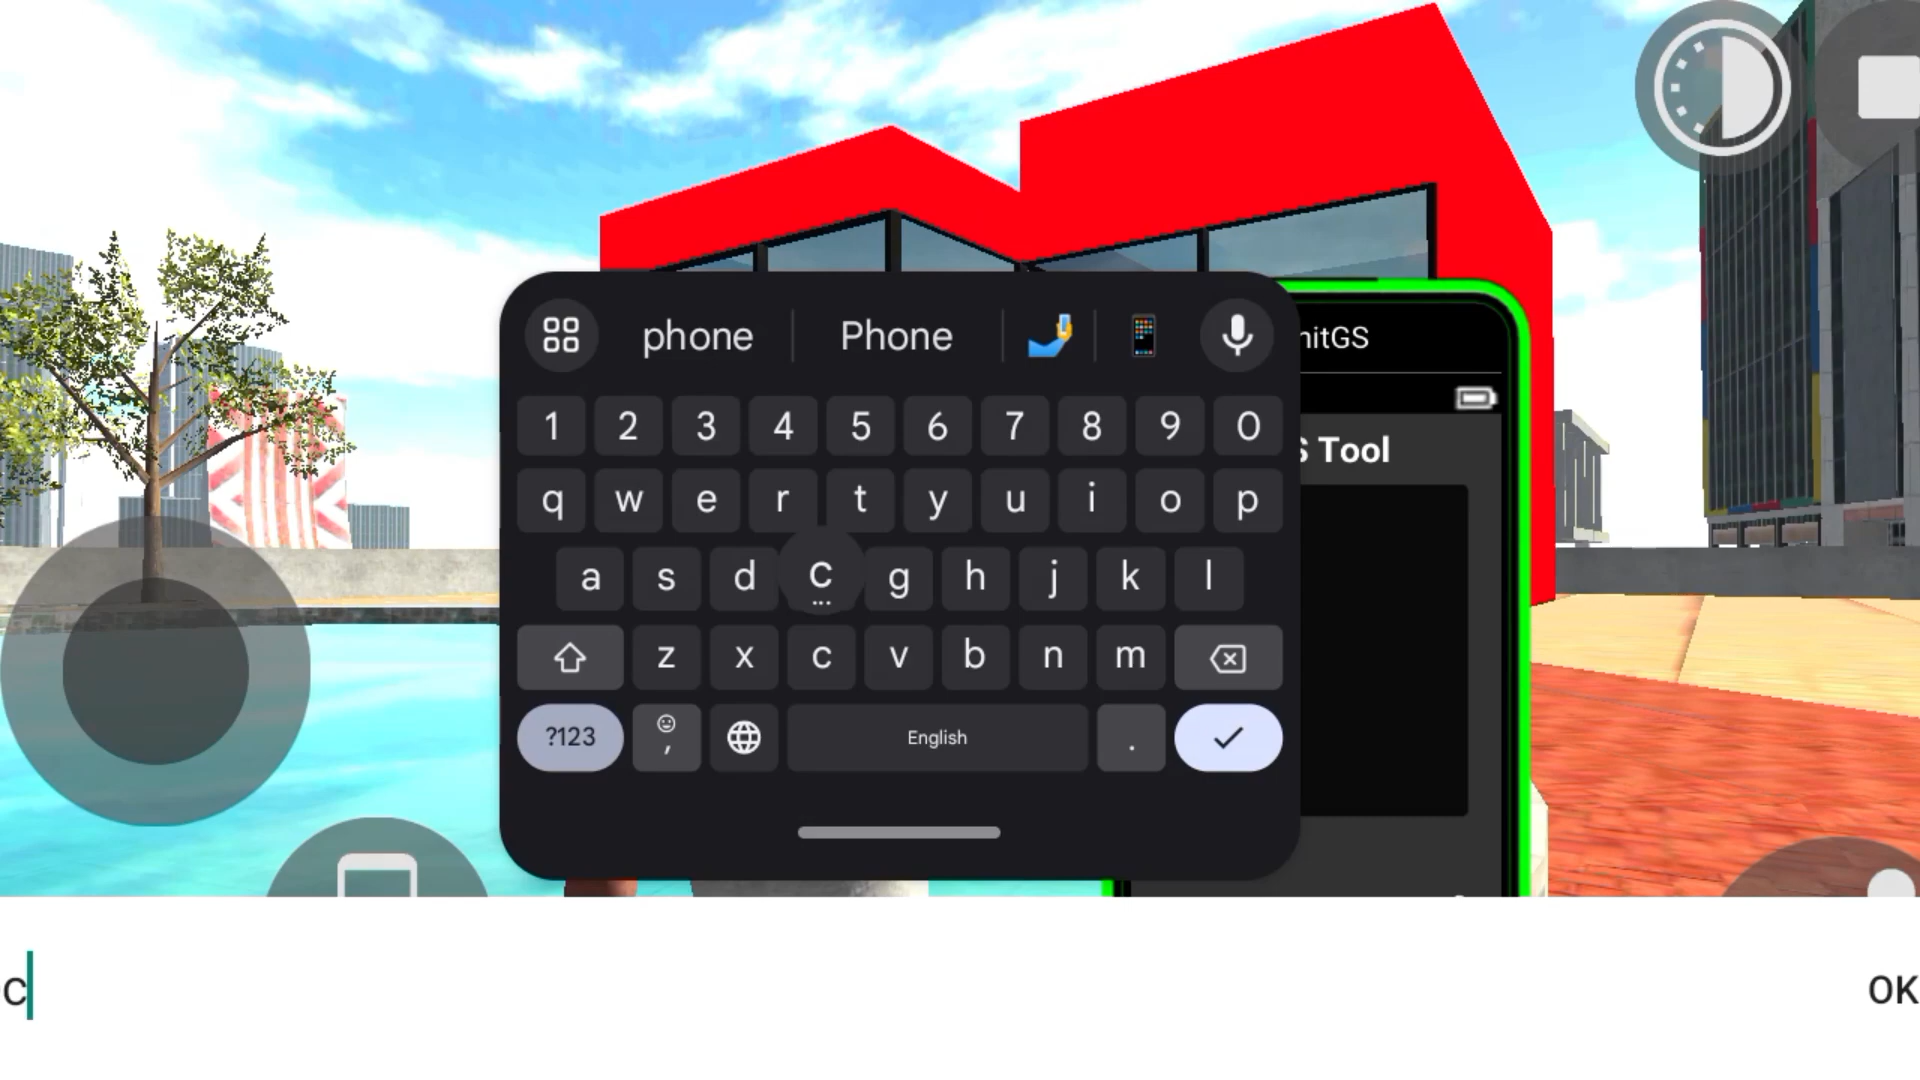 phone Phone
nitGS
1 2 3 4 5 6 7 8 9 0
S Tool
q w e r t y u i o p
a s d c g h j k l
z x c v b n m
?123 , English .
c
OK